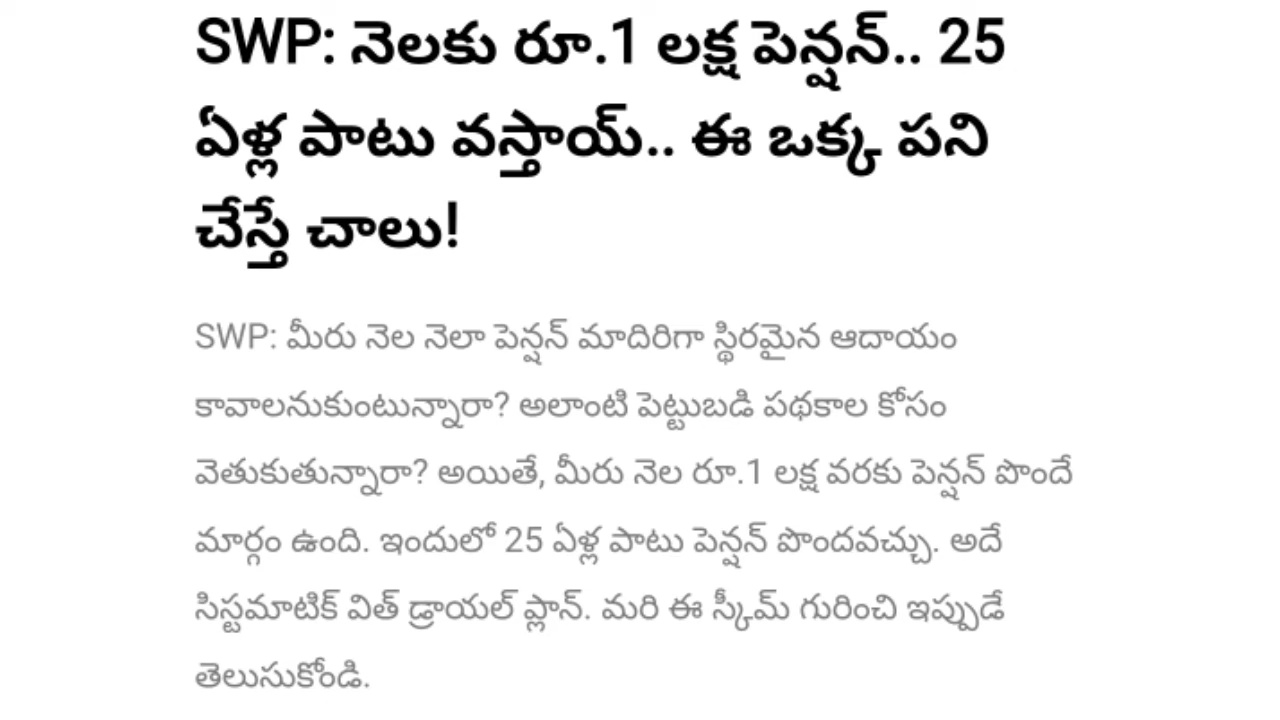 SWP: నెలకు రూ.1 లక్ష పెన్షన్.. 25
ఏళ్ల పాటు వస్తాయ్.. ఈ ఒక్క పని
చేస్తే చాలు!
SWP: మీరు నెల నెలా పెన్షన్ మాదిరిగా స్థిరమైన ఆదాయం
కావాలనుకుంటున్నారా? అలాంటి పెట్టుబడి పథకాల కోసం
వెతుకుతున్నారా? అయితే, మీరు నెల రూ.1 లక్ష వరకు పెన్షన్ పొందే
మార్గం ఉంది. ఇందులో 25 ఏళ్ల పాటు పెన్షన్ పొందవచ్చు. అదే
సిస్టమాటిక్ విత్ డ్రాయల్ ప్లాన్. మరి ఈ స్కీమ్ గురించి ఇప్పుడే
తెలుసుకోండి.